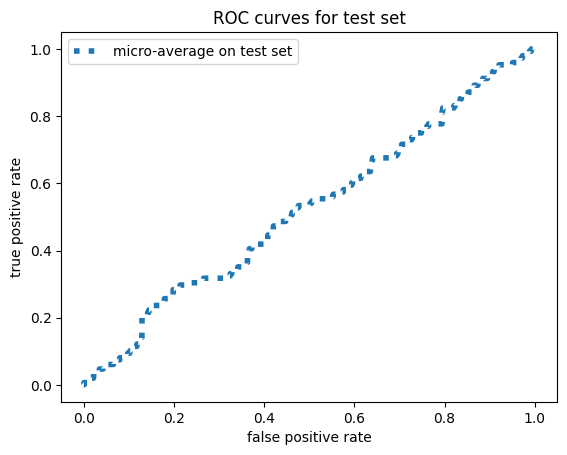 ROC curves for test set
micro-average on test set
1.0
0.8
0.6
0.4
0.2
0.0
true positive rate
0.0 0.2 0.4 0.6 0.8 1.0
false positive rate